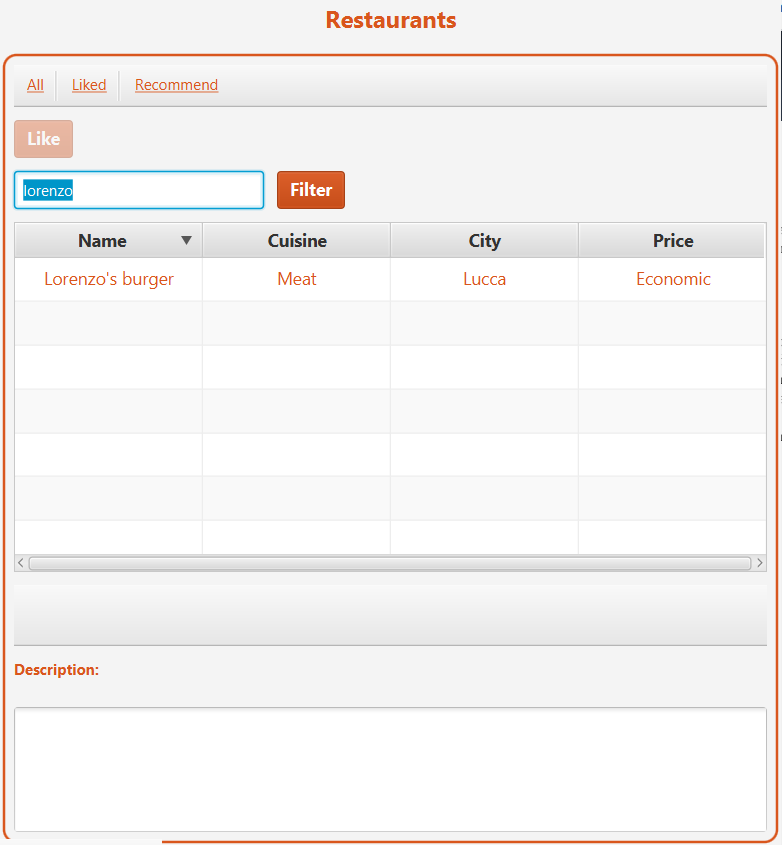 Restaurants
All Liked Recommend
Like
lorenzo Filter
Name Cuisine City Price
Lorenzo's burger Meat Lucca Economic
Description: